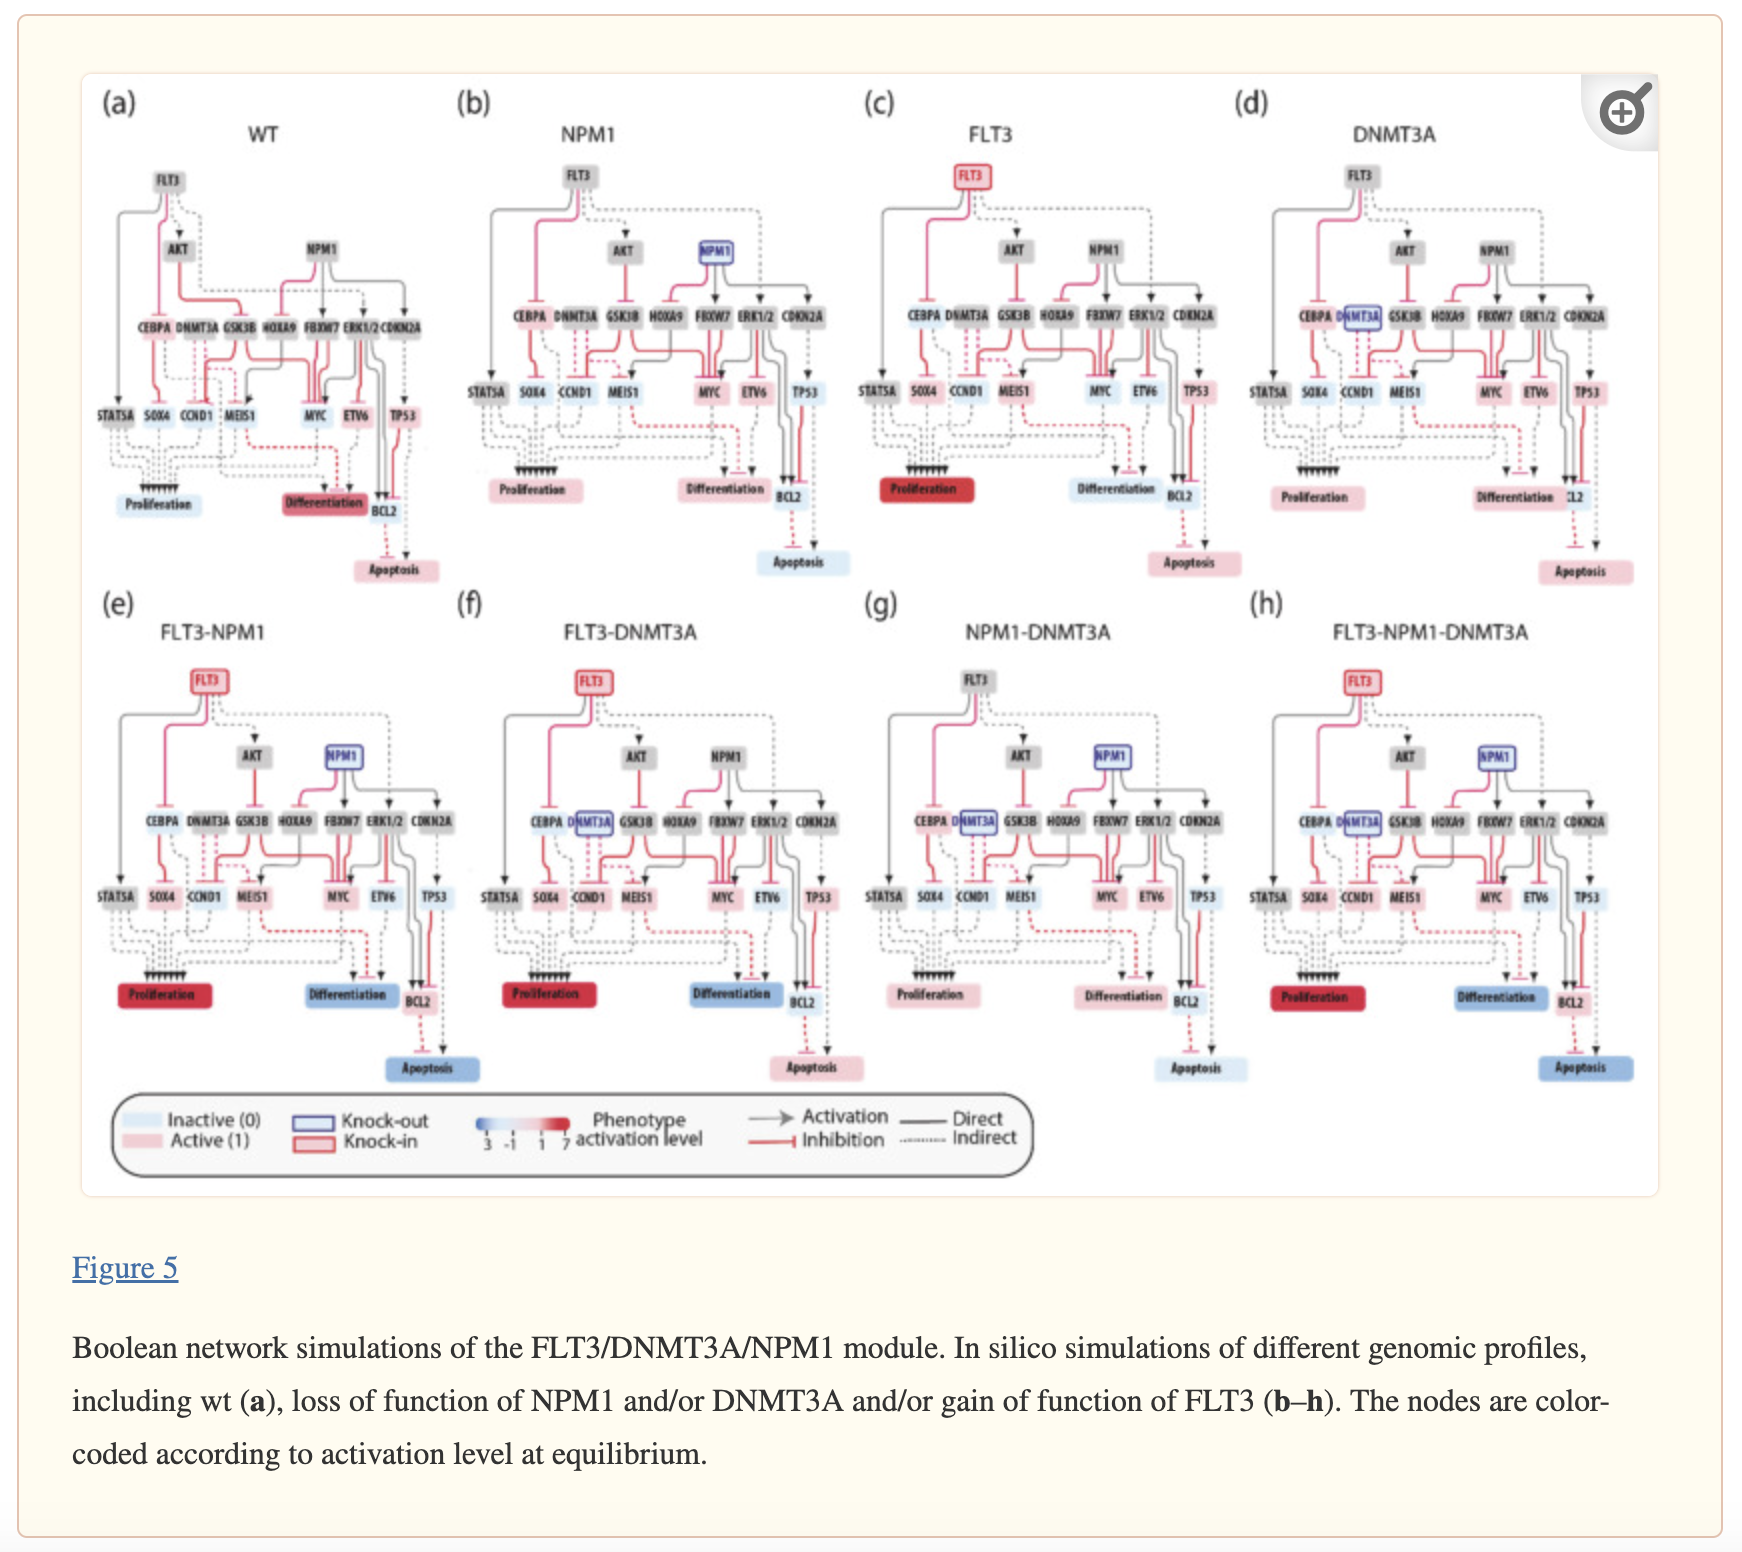 (a) (b) (c) (d)
WT NPM1 FLT3 DNMT3A
FLT3 FLT3 FLT3 FLT3
AKT NPM1 AKT NPM1 AKT NPM1 AKT NPM1
CEBPA DNMT3A GSK3B HOXA9 FBXW7 ERK1/2 CDKN2A
CEBPA DNMT3A GSK3B HOXA9 FBXW7 ERK1/2 CDKN2A
CEBPA DNMT3A GSK3B HOXA9 FBXW7 ERK1/2 CDKN2A
CEBPA DNMT3A GSK3B HOXA9 FBXW7 ERK1/2 CDKN2A
STAT5A SOX4 CCND1 MEIS1 MYC ETV6 TP53
STAT5A SOX4 CCND1 MEIS1 MYC ETV6 TP53
STAT5A SOX4 CCND1 MEIS1 MYC ETV6 TP53
STAT5A SOX4 CCND1 MEIS1 MYC ETV6 TP53
Proliferation Differentiation BCL2
Proliferation Differentiation BCL2
Proliferation Differentiation BCL2
Proliferation Differentiation CL2
Apoptosis Apoptosis Apoptosis Apoptosis
(e) (f) (g) (h)
FLT3-NPM1 FLT3-DNMT3A NPM1-DNMT3A FLT3-NPM1-DNMT3A
FLT3 FLT3 FLT3 FLT3
AKT NPM1 AKT NPM1 AKT NPM1 AKT NPM1
CEBPA DNMT3A GSK3B HOXA9 FBXW7 ERK1/2 CDKN2A
CEBPA DNMT3A GSK3B HOXA9 FBXW7 ERK1/2 CDKN2A
CEBPA DNMT3A GSK3B HOXA9 FBXW7 ERK1/2 CDKN2A
CEBPA DNMT3A GSK3B HOXA9 FBXW7 ERK1/2 CDKN2A
STAT5A SOX4 CCND1 MEIS1 MYC ETV6 TP53
STAT5A SOX4 CCND1 MEIS1 MYC ETV6 TP53
STAT5A SOX4 CCND1 MEIS1 MYC ETV6 TP53
STAT5A SOX4 CCND1 MEIS1 MYC ETV6 TP53
Proliferation Differentiation BCL2
Proliferation Differentiation BCL2
Proliferation Differentiation BCL2
Proliferation Differentiation BCL2
Apoptosis Apoptosis Apoptosis Apoptosis
Inactive (0) Knock-out Phenotype Activation Direct
Active (1) Knock-in 3 -1 1 7 activation level Inhibition Indirect
Figure 5
Boolean network simulations of the FLT3/DNMT3A/NPM1 module. In silico simulations of different genomic profiles,
including wt (a), loss of function of NPM1 and/or DNMT3A and/or gain of function of FLT3 (b–h). The nodes are color-
coded according to activation level at equilibrium.